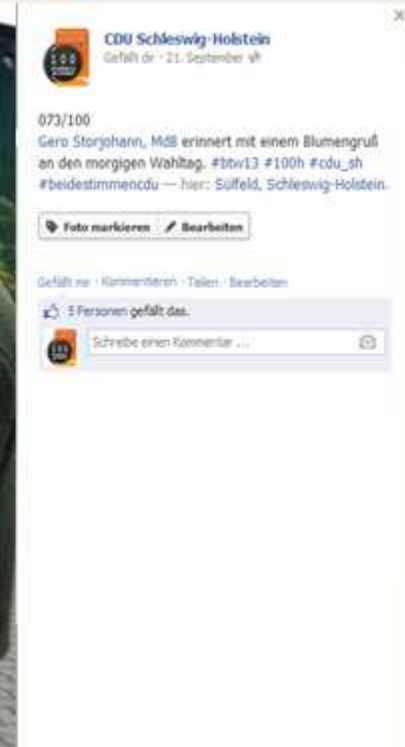 CDU Schleswig-Holstein
Gefällt dir · 21. September
073/100
Gero Storjohann, MdB erinnert mit einem Blumengruß
an den morgigen Wahltag. #btw13 #100h #cdu_sh
#beidestimmencdu — hier: Sülfeld, Schleswig-Holstein.
Foto markieren Bearbeiten
Gefällt mir · Kommentieren · Teilen · Bearbeiten
5 Personen gefällt das.
Schreibe einen Kommentar ...